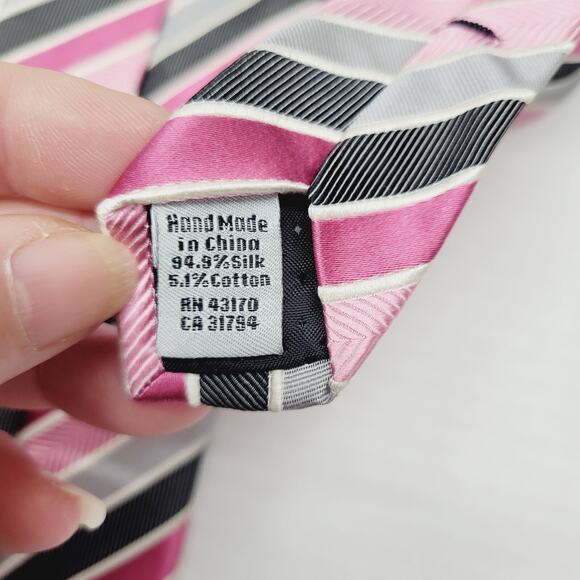 Hand Made
in China
94.9%Silk
5.1%Cotton
RN 43170
CA 31794